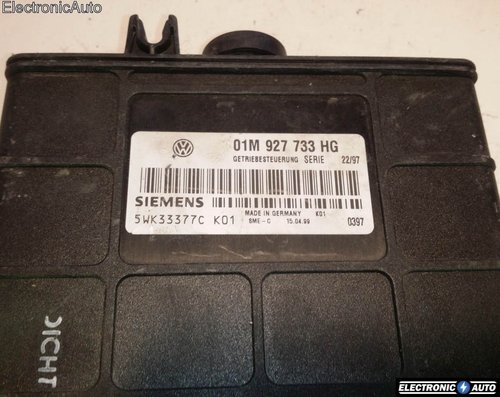 ElectronicAuto
01M 927 733 HG
GETRIEBESTEUERUNG SERIE 22/97
SIEMENS
MADE IN GERMANY K01
5WK33377C K01 SME-C 15.04.99 0397
DICHT
ELECTRONIC AUTO